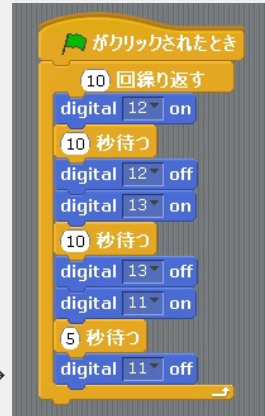 がクリックされたとき
10 回繰り返す
digital 12 on
10 秒待つ
digital 12 off
digital 13 on
10 秒待つ
digital 13 off
digital 11 on
5 秒待つ
digital 11 off